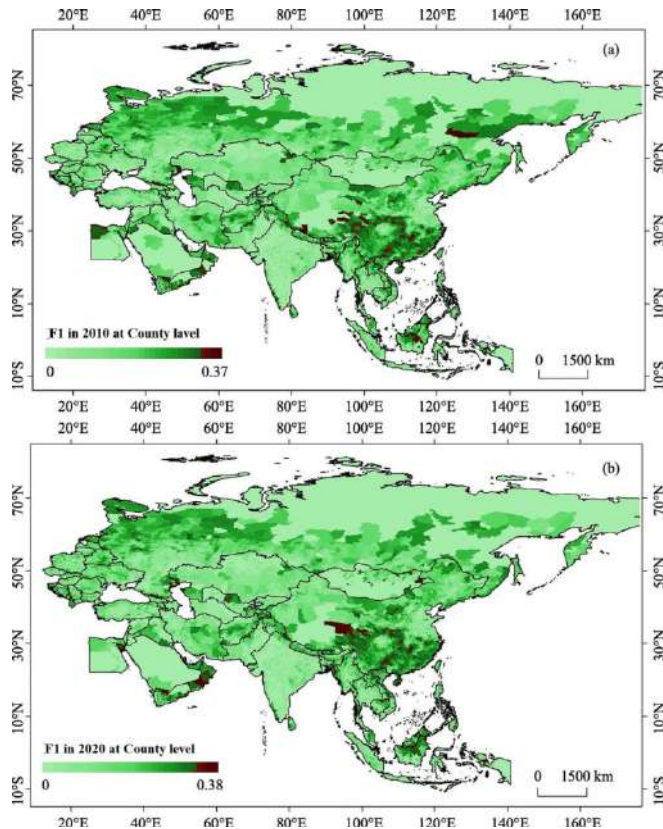 20°E 40°E 60°E 80°E 100°E 120°E 140°E 160°E
(a)
70°N 70°N
50°N 50°N
30°N 30°N
10°N 10°N
F1 in 2010 at County lavel
0 0.37
0 1500 km
10°S 10°S
20°E 40°E 60°E 80°E 100°E 120°E 140°E 160°E
20°E 40°E 60°E 80°E 100°E 120°E 140°E 160°E
(b)
70°N 70°N
50°N 50°N
30°N 30°N
10°N 10°N
F1 in 2020 at County level
0 0.38
0 1500 km
10°S 10°S
20°E 40°E 60°E 80°E 100°E 120°E 140°E 160°E